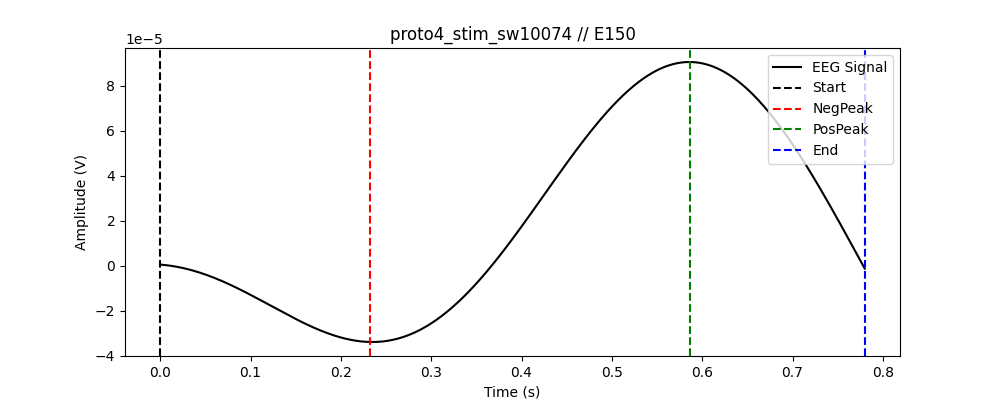 proto4_stim_sw10074 // E150
1e−5
8
6
4
2
0
−2
−4
Amplitude (V)
0.0 0.1 0.2 0.3 0.4 0.5 0.6 0.7 0.8
Time (s)
EEG Signal
Start
NegPeak
PosPeak
End